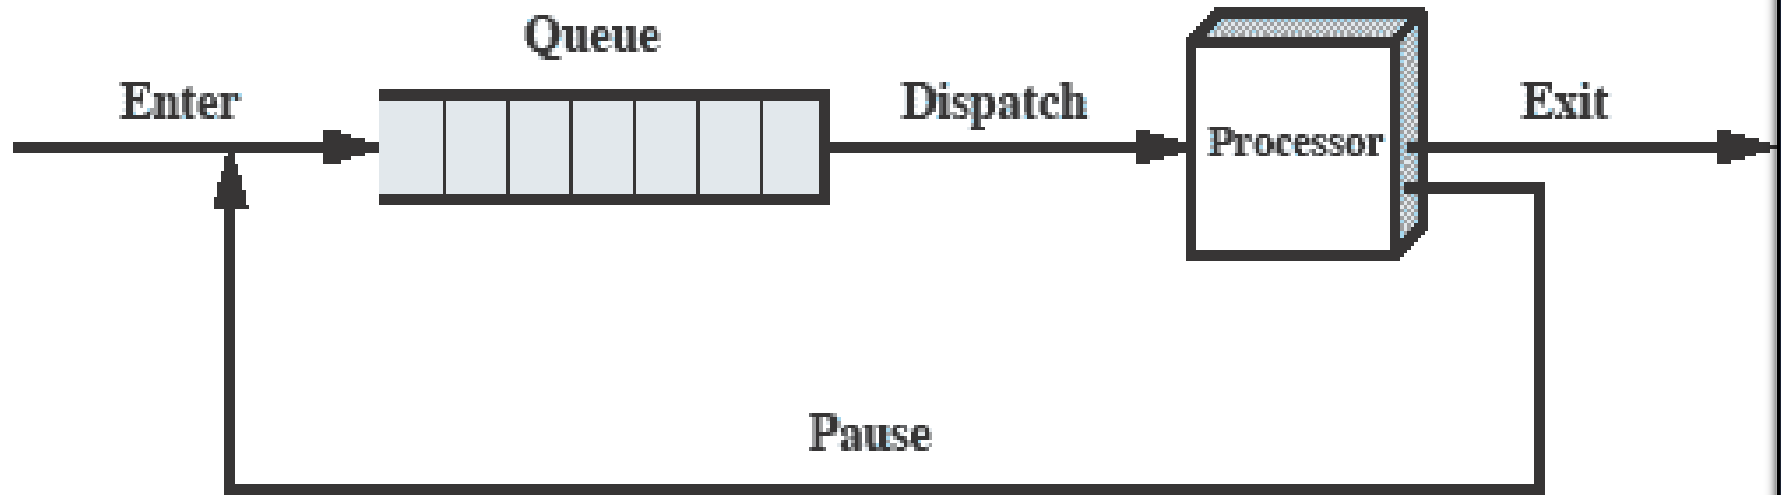 Queue
Enter
Dispatch
Processor
Exit
Pause